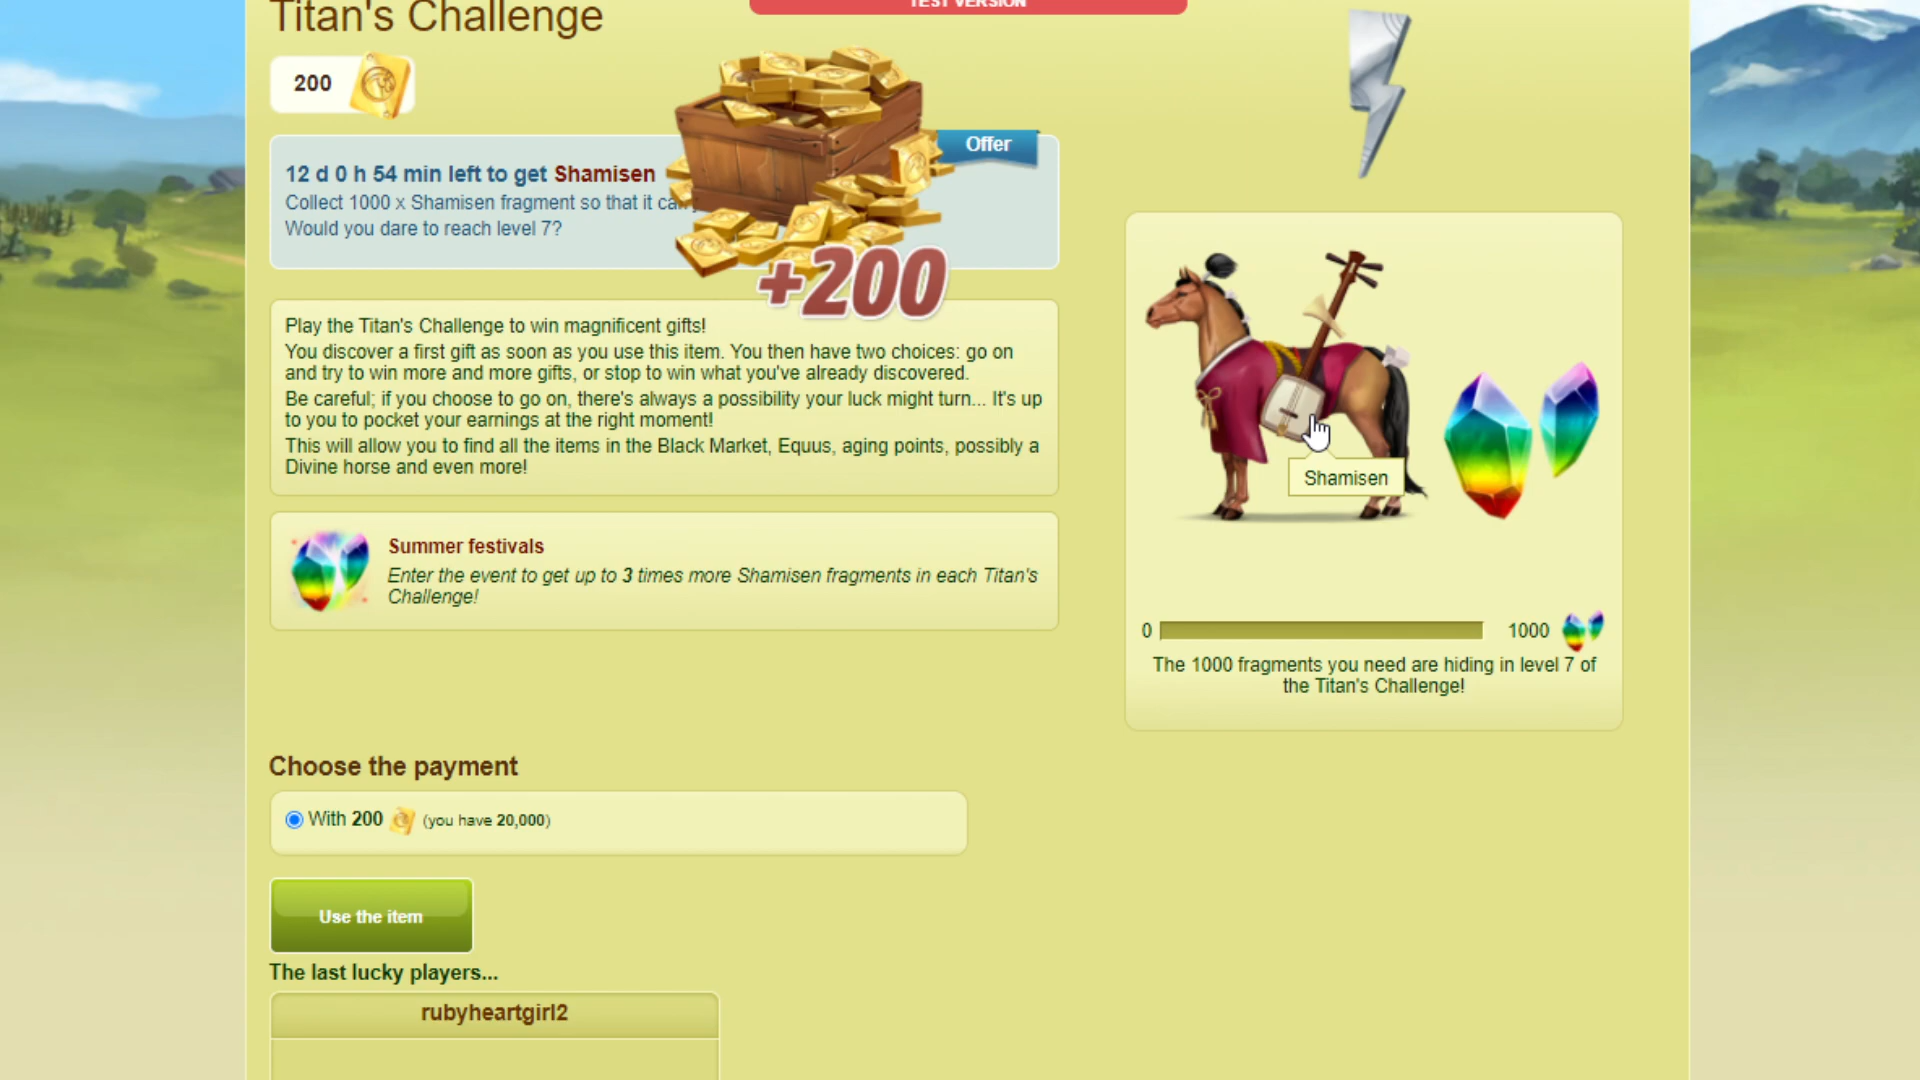 TEST VERSION
Titan's Challenge
200
Offer
12 d 0 h 54 min left to get Shamisen
Collect 1000 x Shamisen fragment so that it can
Would you dare to reach level 7?
+200
Play the Titan's Challenge to win magnificent gifts!
You discover a first gift as soon as you use this item. You then have two choices: go on
and try to win more and more gifts, or stop to win what you've already discovered.
Be careful; if you choose to go on, there's always a possibility your luck might turn... It's up
to you to pocket your earnings at the right moment!
This will allow you to find all the items in the Black Market, Equus, aging points, possibly a
Divine horse and even more!
Summer festivals
Enter the event to get up to 3 times more Shamisen fragments in each Titan's
Challenge!
Shamisen
0 1000
The 1000 fragments you need are hiding in level 7 of
the Titan's Challenge!
Choose the payment
With 200 (you have 20,000)
Use the item
The last lucky players...
rubyheartgirl2